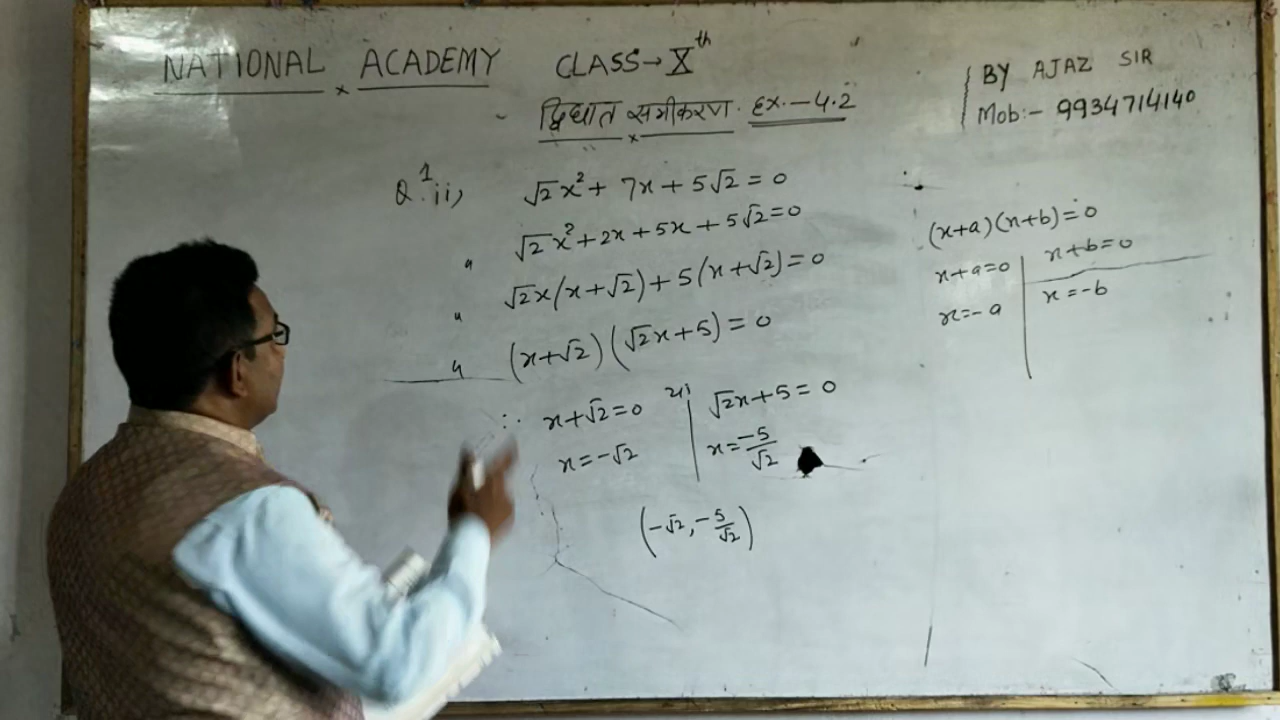 NATIONAL ACADEMY CLASS→Xth
द्विघात समीकरण. Ex.–4.2
BY AJAZ SIR
Mob:- 9934714140
Q.1 ii, √2x²+ 7x+5√2=0
" √2x²+2x+5x+5√2=0
" √2x(x+√2)+5(x+√2)=0
" (x+√2)(√2x+5)=0
∴ x+√2=0 या √2x+5=0
x=-√2 x=-5/√2
(-√2,-5/√2)
(x+a)(x+b)=0
x+a=0 x+b=0
x=-a x=-b